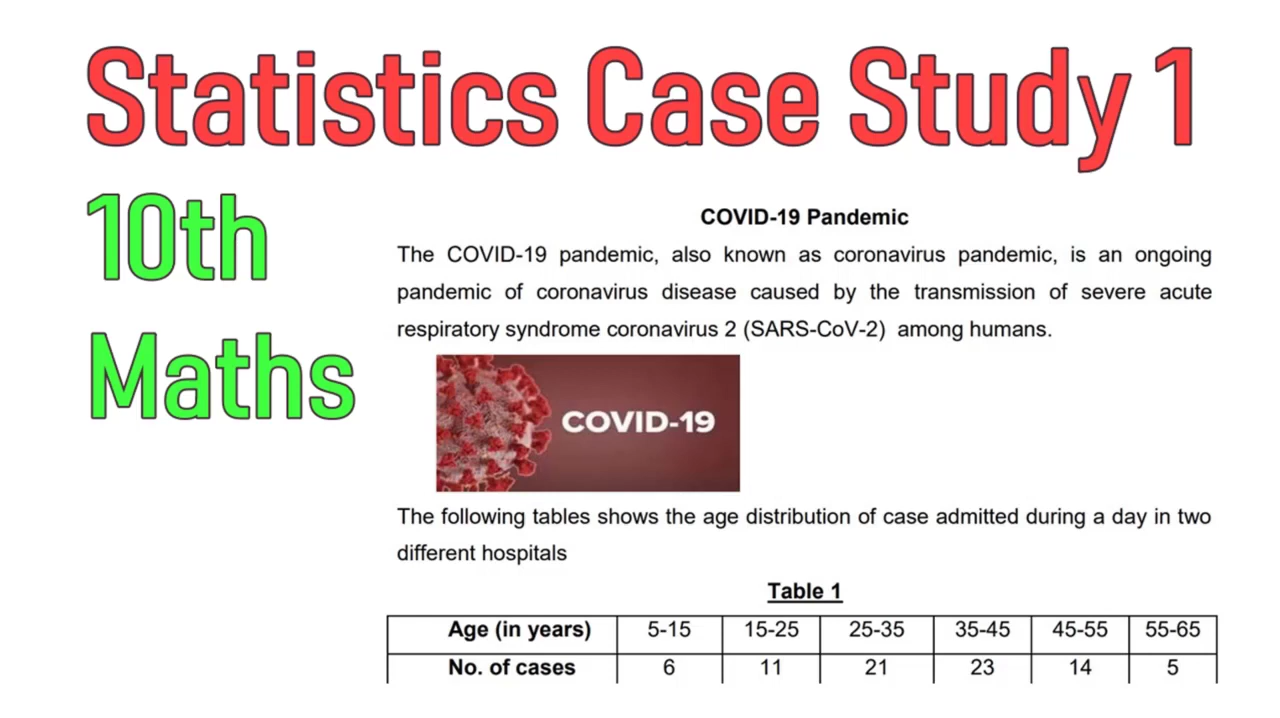 Statistics Case Study 1
10th
Maths
COVID-19 Pandemic
The COVID-19 pandemic, also known as coronavirus pandemic, is an ongoing
pandemic of coronavirus disease caused by the transmission of severe acute
respiratory syndrome coronavirus 2 (SARS-CoV-2) among humans.
COVID-19
The following tables shows the age distribution of case admitted during a day in two
different hospitals
Table 1
Age (in years) 5-15 15-25 25-35 35-45 45-55 55-65
No. of cases 6 11 21 23 14 5